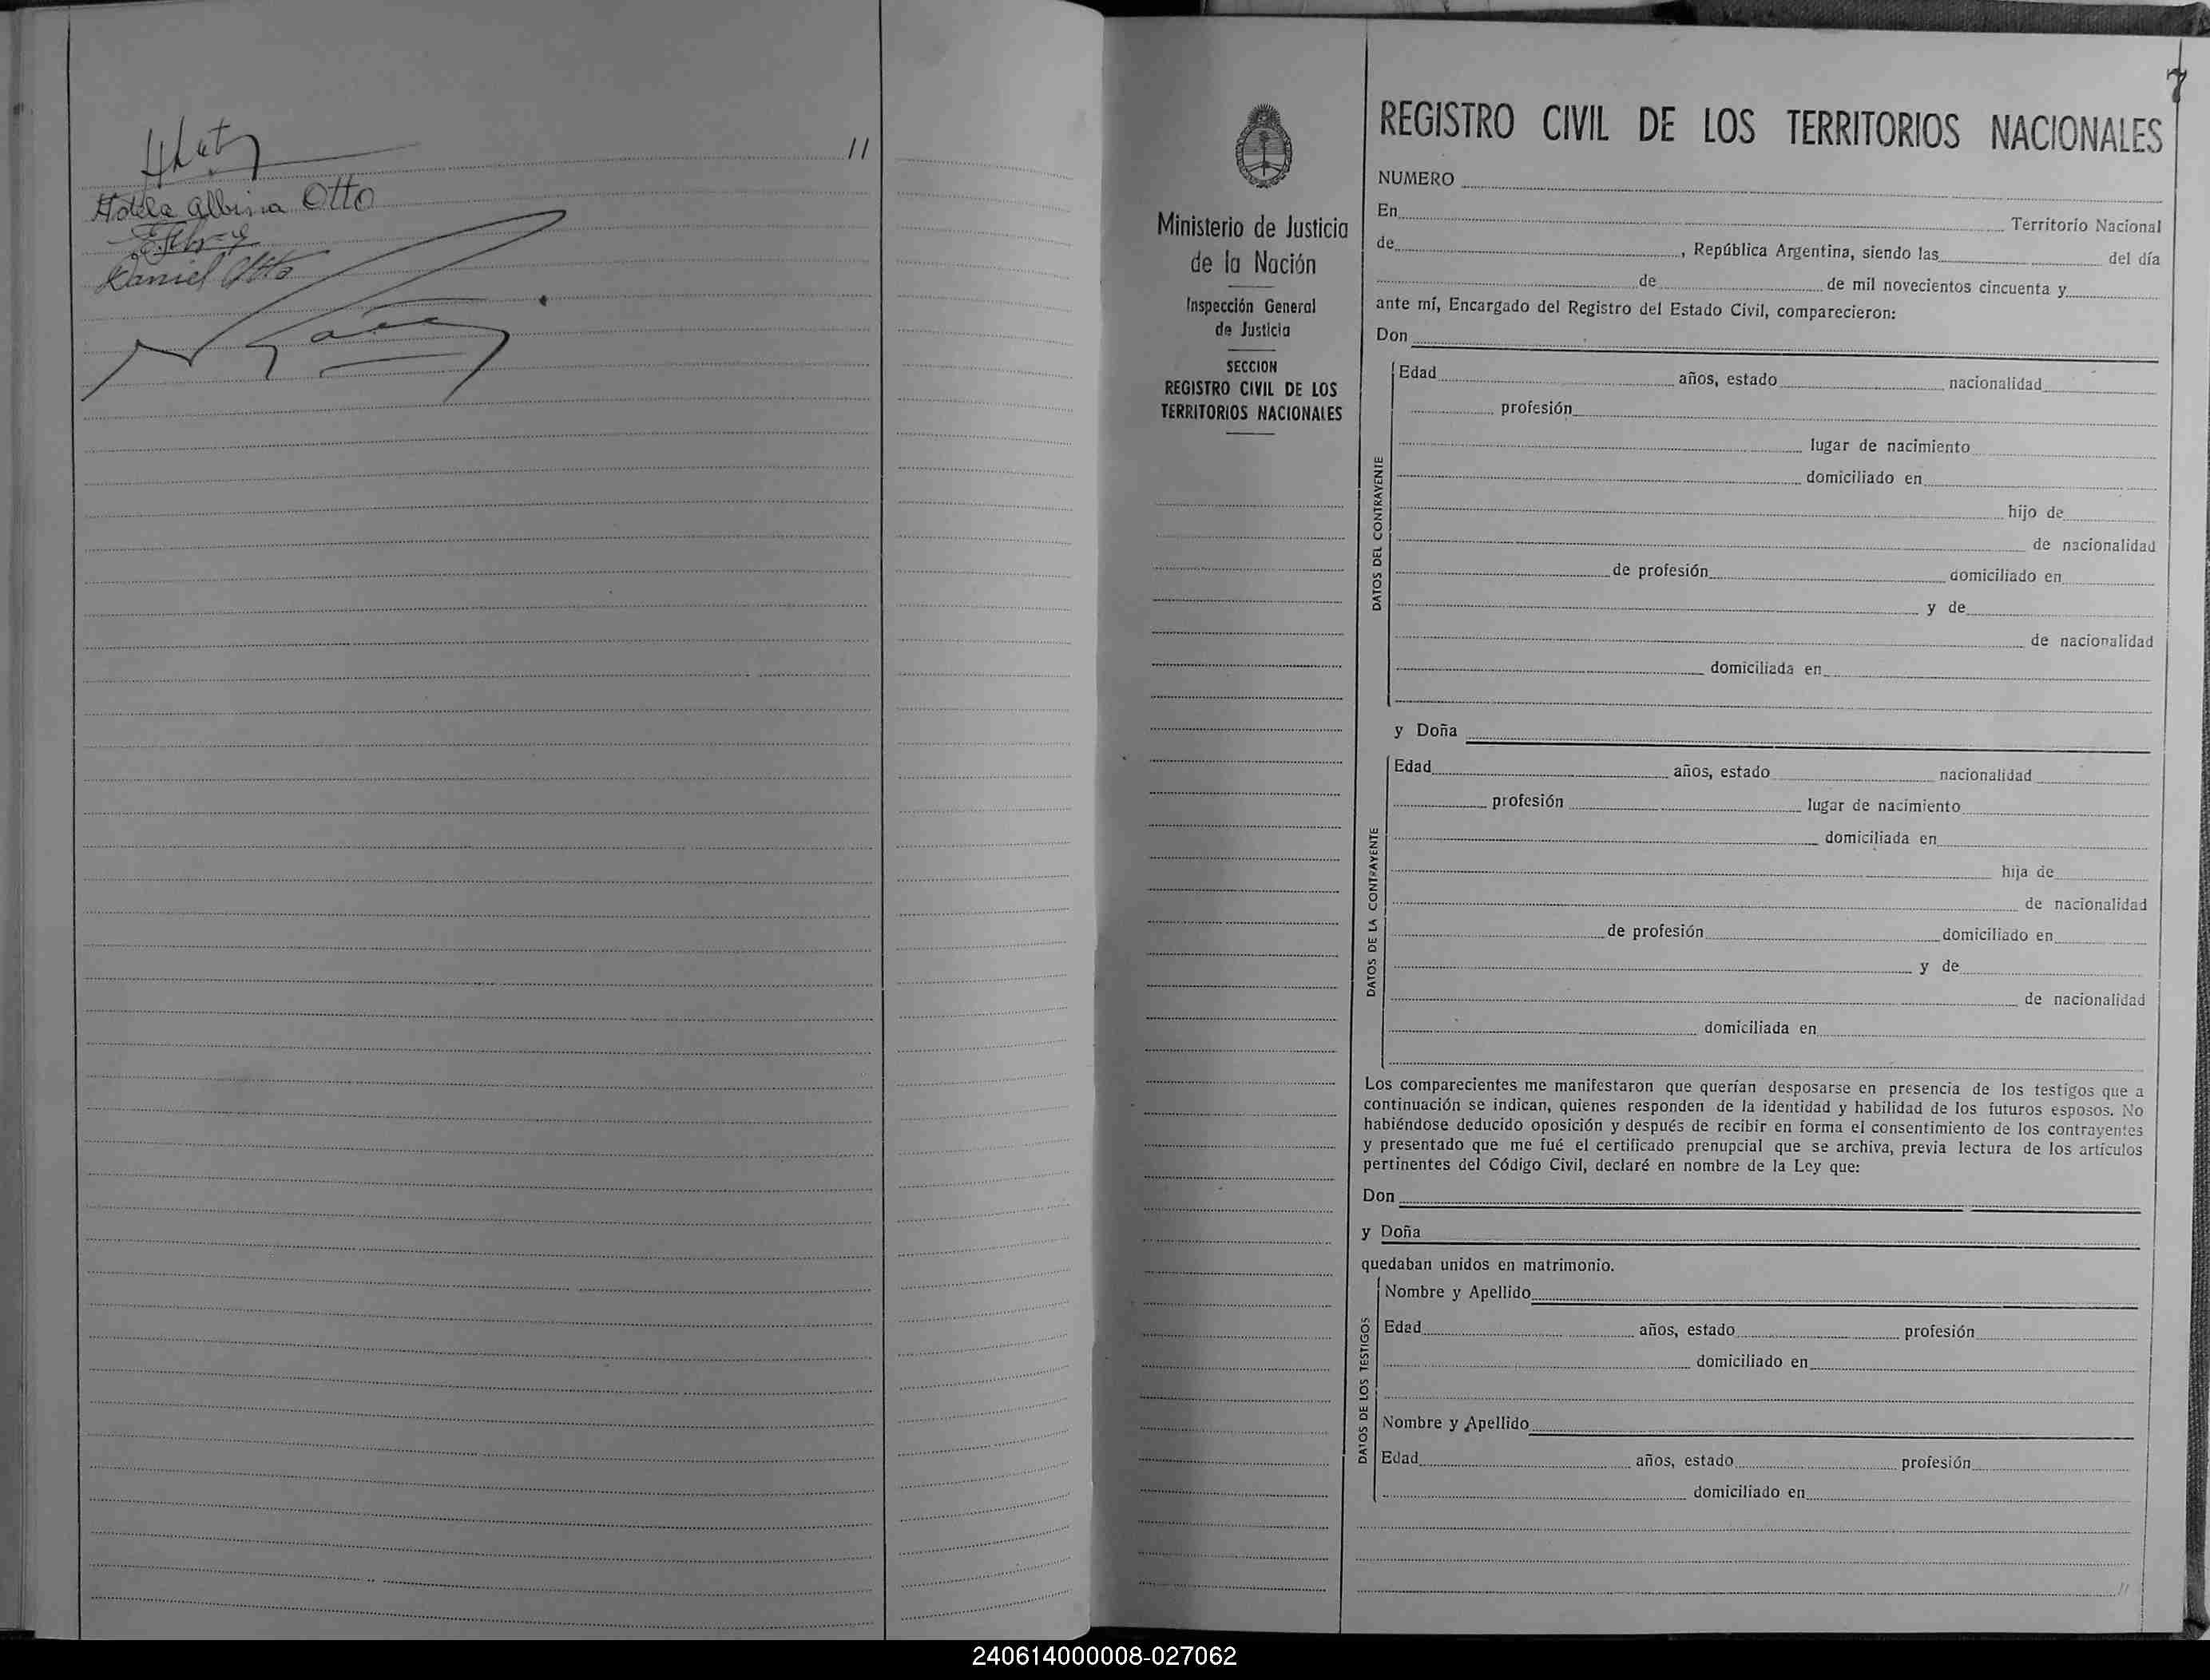 11
Otto
Daniel Otto
7
REGISTRO CIVIL DE LOS TERRITORIOS NACIONALES
Ministerio de Justicia
de la Nación
Inspección General
de Justicia
SECCION
REGISTRO CIVIL DE LOS
TERRITORIOS NACIONALES
NUMERO
En Territorio Nacional
de , República Argentina, siendo las del día
de de mil novecientos cincuenta y
ante mí, Encargado del Registro del Estado Civil, comparecieron:
Don
DATOS DEL CONTRAYENTE
Edad años, estado nacionalidad
profesión
lugar de nacimiento
domiciliado en
hijo de
de nacionalidad
de profesión domiciliado en
y de
de nacionalidad
domiciliada en
y Doña
DATOS DE LA CONTRAYENTE
Edad años, estado nacionalidad
profesión lugar de nacimiento
domiciliada en
hija de
de nacionalidad
de profesión domiciliado en
y de
de nacionalidad
domiciliada en
Los comparecientes me manifestaron que querían desposarse en presencia de los testigos que a
continuación se indican, quienes responden de la identidad y habilidad de los futuros esposos. No
habiéndose deducido oposición y después de recibir en forma el consentimiento de los contrayentes
y presentado que me fué el certificado prenupcial que se archiva, previa lectura de los artículos
pertinentes del Código Civil, declaré en nombre de la Ley que:
Don
y Doña
quedaban unidos en matrimonio.
DATOS DE LOS TESTIGOS
Nombre y Apellido
Edad años, estado profesión
domiciliado en
Nombre y Apellido
Edad años, estado profesión
domiciliado en
//
240614000008-027062